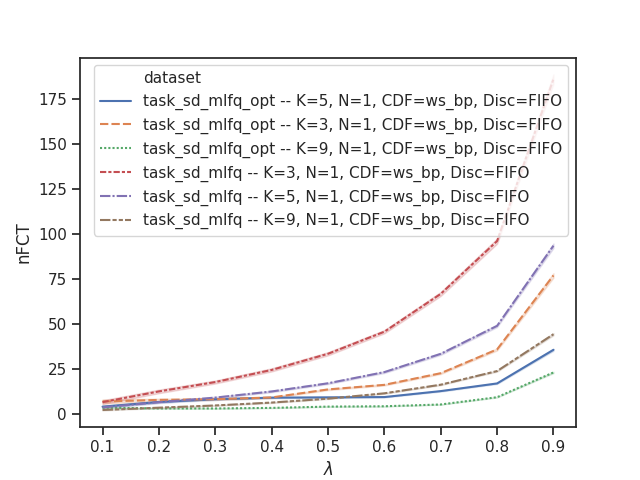 dataset
task_sd_mlfq_opt -- K=5, N=1, CDF=ws_bp, Disc=FIFO
task_sd_mlfq_opt -- K=3, N=1, CDF=ws_bp, Disc=FIFO
task_sd_mlfq_opt -- K=9, N=1, CDF=ws_bp, Disc=FIFO
task_sd_mlfq -- K=3, N=1, CDF=ws_bp, Disc=FIFO
task_sd_mlfq -- K=5, N=1, CDF=ws_bp, Disc=FIFO
task_sd_mlfq -- K=9, N=1, CDF=ws_bp, Disc=FIFO
175
150
125
100
75
50
25
0
nFCT
0.1 0.2 0.3 0.4 0.5 0.6 0.7 0.8 0.9
λ